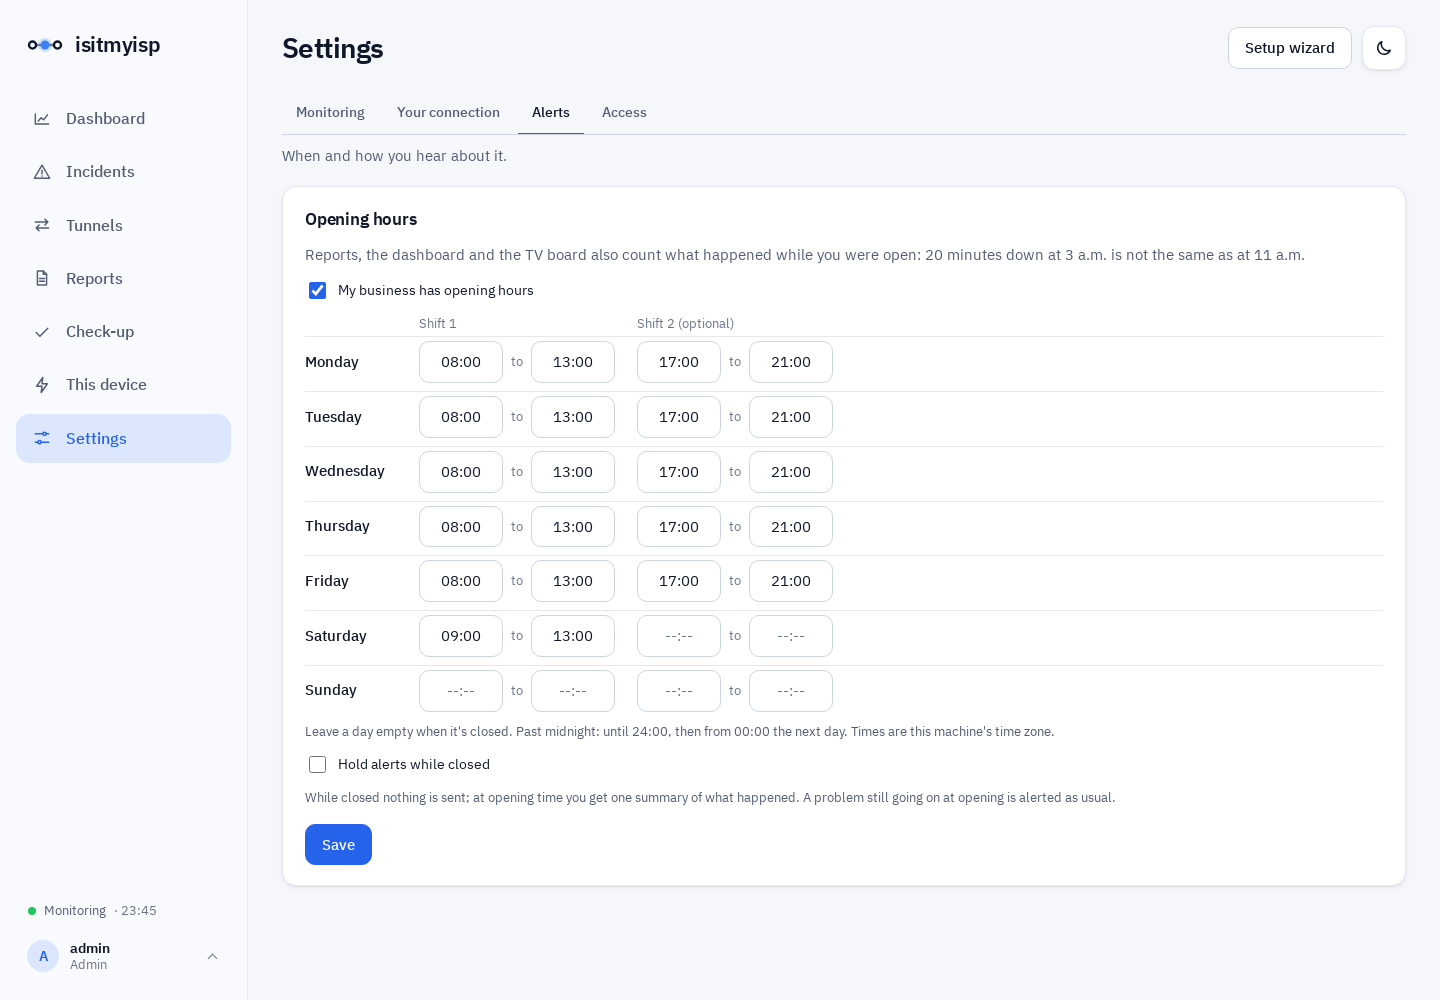 isitmyisp
Dashboard
Incidents
Tunnels
Reports
Check-up
This device
Settings
Monitoring · 23:45
A
admin
Admin
Settings
Setup wizard
Monitoring Your connection Alerts Access
When and how you hear about it.
Opening hours
Reports, the dashboard and the TV board also count what happened while you were open: 20 minutes down at 3 a.m. is not the same as at 11 a.m.
My business has opening hours
Shift 1 Shift 2 (optional)
Monday 08:00 to 13:00 17:00 to 21:00
Tuesday 08:00 to 13:00 17:00 to 21:00
Wednesday 08:00 to 13:00 17:00 to 21:00
Thursday 08:00 to 13:00 17:00 to 21:00
Friday 08:00 to 13:00 17:00 to 21:00
Saturday 09:00 to 13:00 --:-- to --:--
Sunday --:-- to --:-- --:-- to --:--
Leave a day empty when it's closed. Past midnight: until 24:00, then from 00:00 the next day. Times are this machine's time zone.
Hold alerts while closed
While closed nothing is sent; at opening time you get one summary of what happened. A problem still going on at opening is alerted as usual.
Save